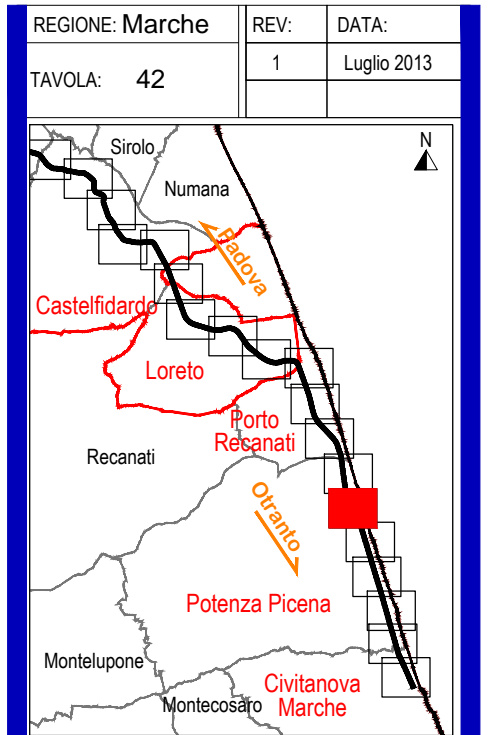 REGIONE: Marche
REV:
DATA:
1
Luglio 2013
TAVOLA: 42
Sirolo
N
Numana
Padova
Castelfidardo
Loreto
Porto
Recanati
Recanati
Otranto
Potenza Picena
Montelupone
Civitanova
Marche
Montecosaro